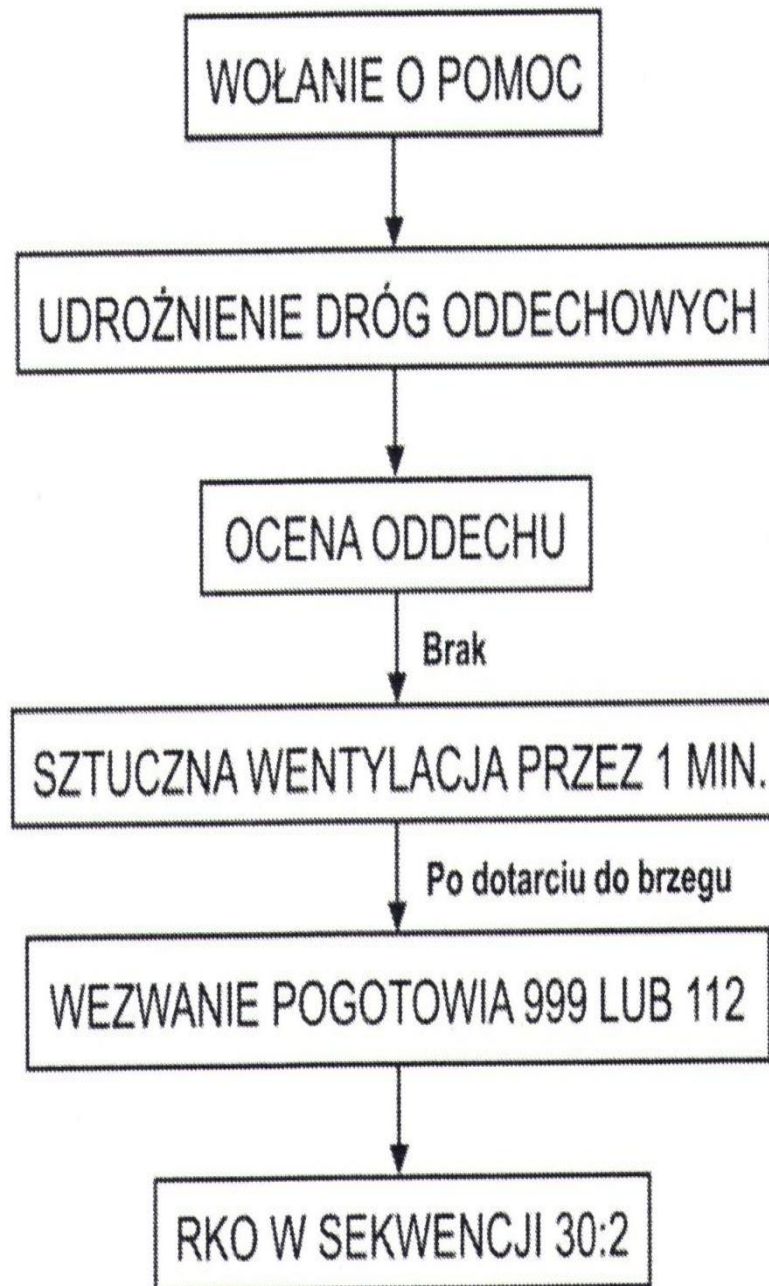 WOŁANIE O POMOC
UDROŻNIENIE DRÓG ODDECHOWYCH
OCENA ODDECHU
Brak
SZTUCZNA WENTYLACJA PRZEZ 1 MIN.
Po dotarciu do brzegu
WEZWANIE POGOTOWIA 999 LUB 112
RKO W SEKWENCJI 30:2